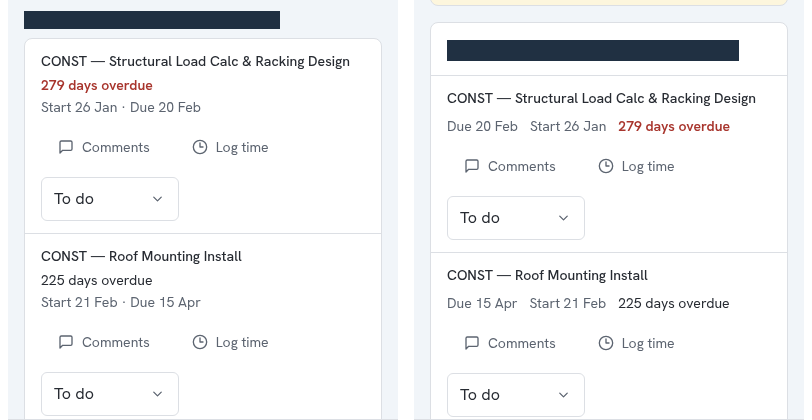 CONST — Structural Load Calc & Racking Design
279 days overdue
Start 26 Jan · Due 20 Feb
Comments Log time
To do
CONST — Roof Mounting Install
225 days overdue
Start 21 Feb · Due 15 Apr
Comments Log time
To do
CONST — Structural Load Calc & Racking Design
Due 20 Feb Start 26 Jan 279 days overdue
Comments Log time
To do
CONST — Roof Mounting Install
Due 15 Apr Start 21 Feb 225 days overdue
Comments Log time
To do